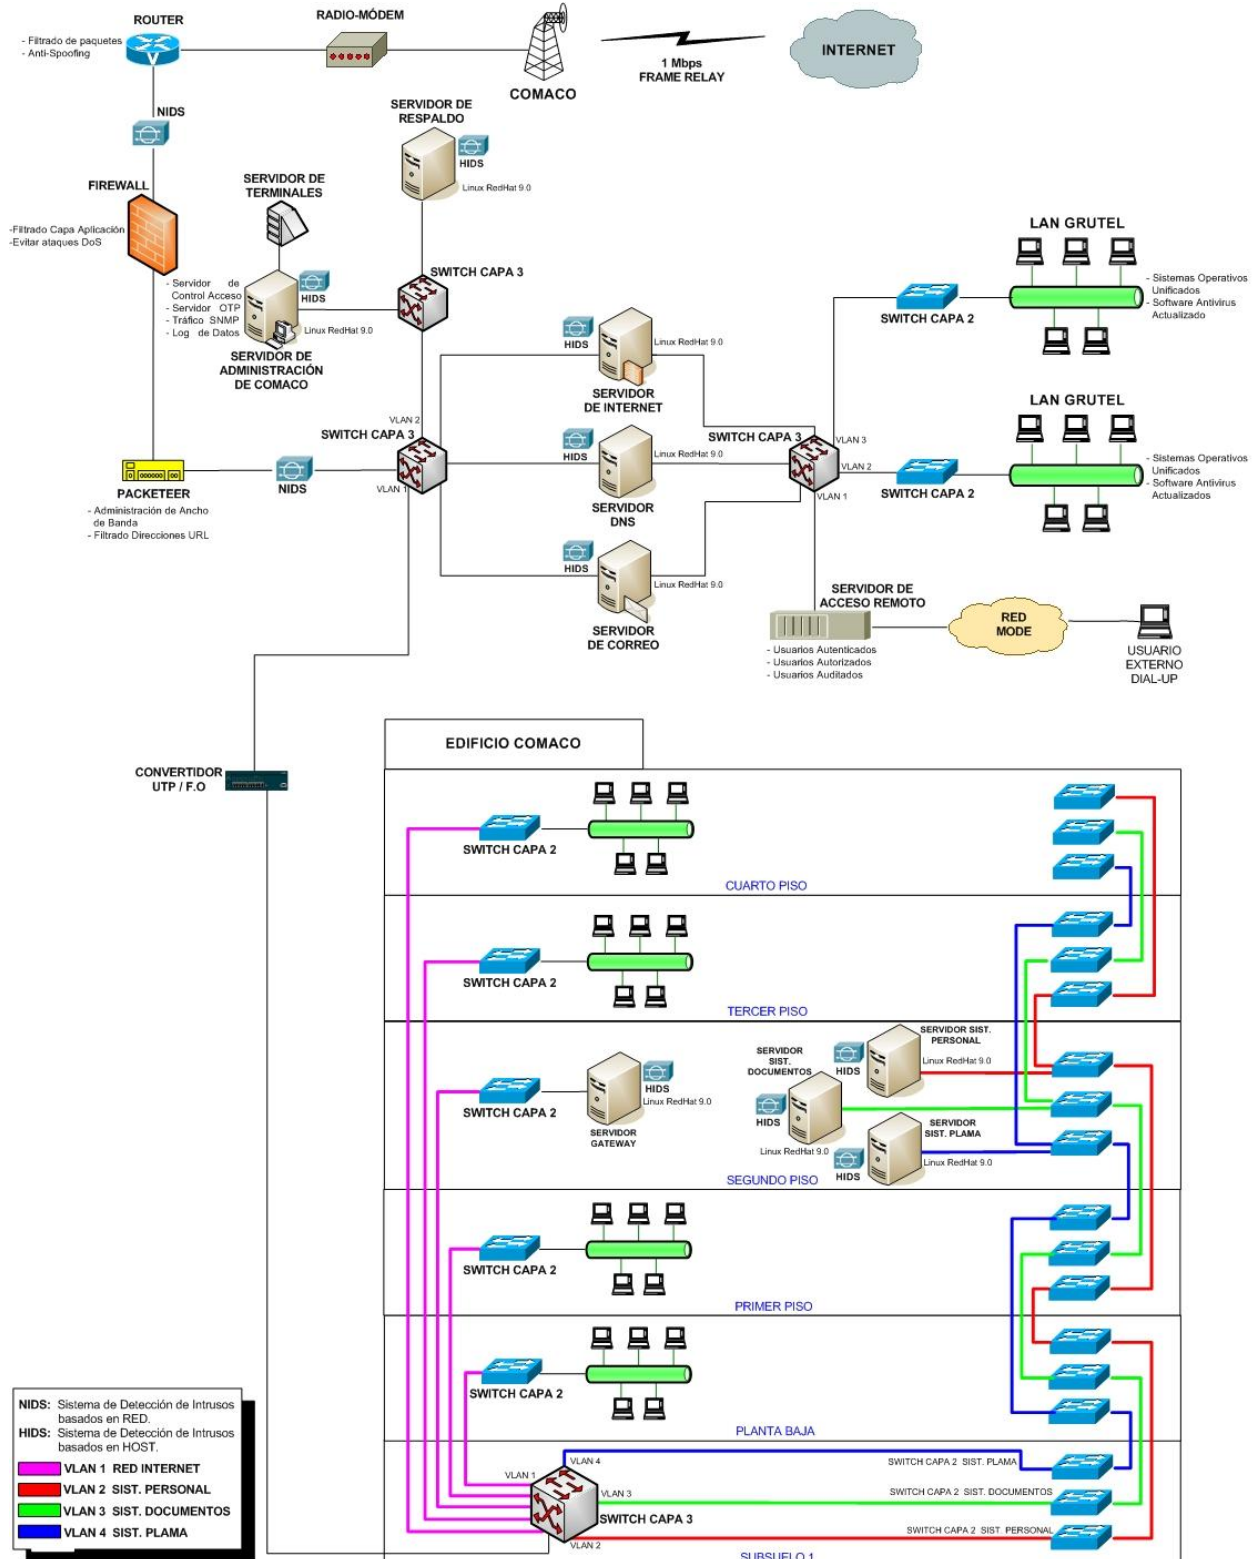 ROUTER
- Filtrado de paquetes
- Anti-Spoofing
RADIO-MÓDEM
COMACO
1 Mbps
FRAME RELAY
INTERNET
NIDS
SERVIDOR DE
RESPALDO
HIDS
Linux RedHat 9.0
FIREWALL
-Filtrado Capa Aplicación
-Evitar ataques DoS
SERVIDOR DE
TERMINALES
- Servidor de
Control Acceso
- Servidor OTP
- Tráfico SNMP
- Log de Datos
HIDS
Linux RedHat 9.0
SERVIDOR DE
ADMINISTRACIÓN
DE COMACO
SWITCH CAPA 3
LAN GRUTEL
SWITCH CAPA 2
- Sistemas Operativos
Unificados
- Software Antivirus
Actualizado
HIDS
Linux RedHat 9.0
SERVIDOR
DE INTERNET
VLAN 2
SWITCH CAPA 3
VLAN 1
PACKETEER
- Administración de Ancho
de Banda
- Filtrado Direcciones URL
NIDS
HIDS
Linux RedHat 9.0
SERVIDOR
DNS
SWITCH CAPA 3
VLAN 3
VLAN 2
VLAN 1
LAN GRUTEL
SWITCH CAPA 2
- Sistemas Operativos
Unificados
- Software Antivirus
Actualizados
HIDS
Linux RedHat 9.0
SERVIDOR
DE CORREO
SERVIDOR DE
ACCESO REMOTO
- Usuarios Autenticados
- Usuarios Autorizados
- Usuarios Auditados
RED
MODE
USUARIO
EXTERNO
DIAL-UP
CONVERTIDOR
UTP / F.O
EDIFICIO COMACO
SWITCH CAPA 2
CUARTO PISO
SWITCH CAPA 2
TERCER PISO
SWITCH CAPA 2
HIDS
Linux RedHat 9.0
SERVIDOR
GATEWAY
SERVIDOR
SIST.
DOCUMENTOS
HIDS
Linux RedHat 9.0
SERVIDOR SIST.
PERSONAL
HIDS
Linux RedHat 9.0
SERVIDOR
SIST. PLAMA
HIDS
Linux RedHat 9.0
SEGUNDO PISO
SWITCH CAPA 2
PRIMER PISO
SWITCH CAPA 2
PLANTA BAJA
VLAN 1
VLAN 4
VLAN 3
SWITCH CAPA 3
VLAN 2
SWITCH CAPA 2 SIST. PLAMA
SWITCH CAPA 2 SIST. DOCUMENTOS
SWITCH CAPA 2 SIST. PERSONAL
SUBSUELO 1
NIDS: Sistema de Detección de Intrusos
basados en RED.
HIDS: Sistema de Detección de Intrusos
basados en HOST.
VLAN 1 RED INTERNET
VLAN 2 SIST. PERSONAL
VLAN 3 SIST. DOCUMENTOS
VLAN 4 SIST. PLAMA